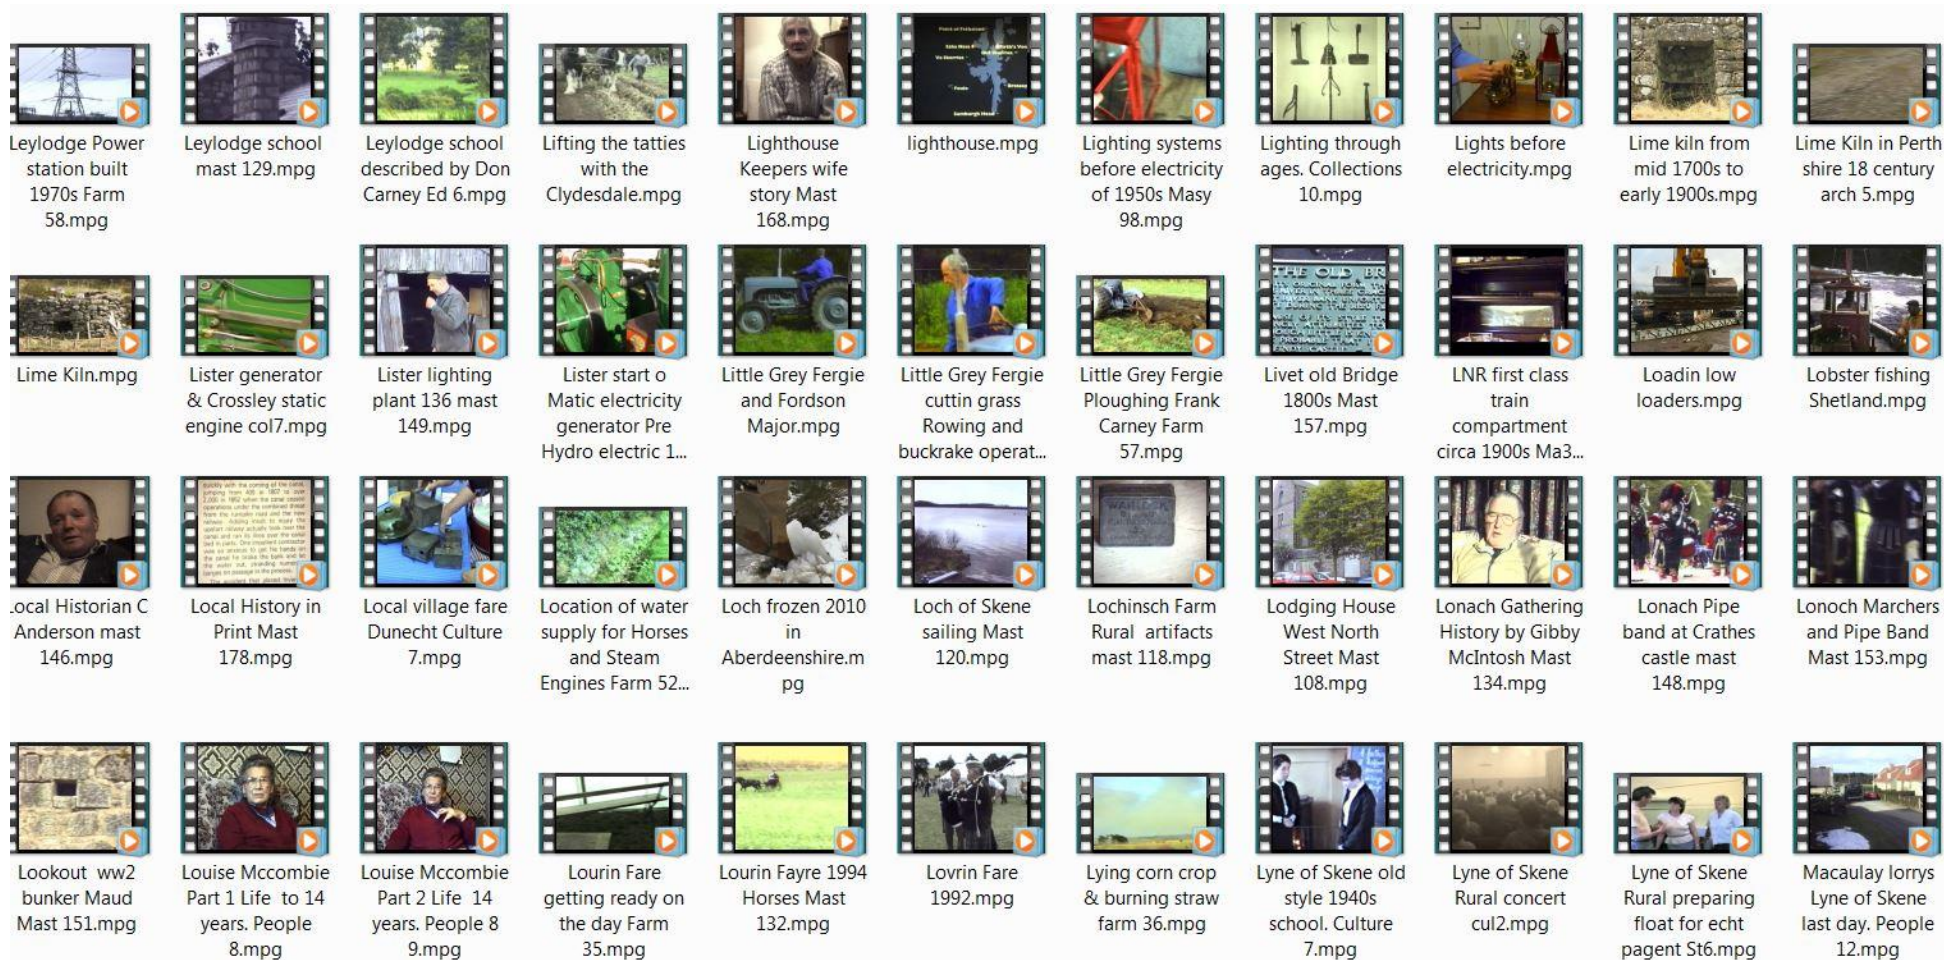 Leylodge Power
station built
1970s Farm
58.mpg
Leylodge school
mast 129.mpg
Leylodge school
described by Don
Carney Ed 6.mpg
Lifting the tatties
with the
Clydesdale.mpg
Lighthouse
Keepers wife
story Mast
168.mpg
lighthouse.mpg
Lighting systems
before electricity
of 1950s Masy
98.mpg
Lighting through
ages. Collections
10.mpg
Lights before
electricity.mpg
Lime kiln from
mid 1700s to
early 1900s.mpg
Lime Kiln in Perth
shire 18 century
arch 5.mpg
Lime Kiln.mpg
Lister generator
& Crossley static
engine col7.mpg
Lister lighting
plant 136 mast
149.mpg
Lister start o
Matic electricity
generator Pre
Hydro electric 1...
Little Grey Fergie
and Fordson
Major.mpg
Little Grey Fergie
cuttin grass
Rowing and
buckrake operat...
Little Grey Fergie
Ploughing Frank
Carney Farm
57.mpg
THE OLD BR
Livet old Bridge
1800s Mast
157.mpg
LNR first class
train
compartment
circa 1900s Ma3...
Loadin low
loaders.mpg
Lobster fishing
Shetland.mpg
Local Historian C
Anderson mast
146.mpg
Local History in
Print Mast
178.mpg
Local village fare
Dunecht Culture
7.mpg
Location of water
supply for Horses
and Steam
Engines Farm 52...
Loch frozen 2010
in
Aberdeenshire.m
pg
Loch of Skene
sailing Mast
120.mpg
Lochinsch Farm
Rural artifacts
mast 118.mpg
Lodging House
West North
Street Mast
108.mpg
Lonach Gathering
History by Gibby
McIntosh Mast
134.mpg
Lonach Pipe
band at Crathes
castle mast
148.mpg
Lonoch Marchers
and Pipe Band
Mast 153.mpg
Lookout ww2
bunker Maud
Mast 151.mpg
Louise Mccombie
Part 1 Life to 14
years. People
8.mpg
Louise Mccombie
Part 2 Life 14
years. People 8
9.mpg
Lourin Fare
getting ready on
the day Farm
35.mpg
Lourin Fayre 1994
Horses Mast
132.mpg
Lovrin Fare
1992.mpg
Lying corn crop
& burning straw
farm 36.mpg
Lyne of Skene old
style 1940s
school. Culture
7.mpg
Lyne of Skene
Rural concert
cul2.mpg
Lyne of Skene
Rural preparing
float for echt
pagent St6.mpg
Macaulay lorrys
Lyne of Skene
last day. People
12.mpg